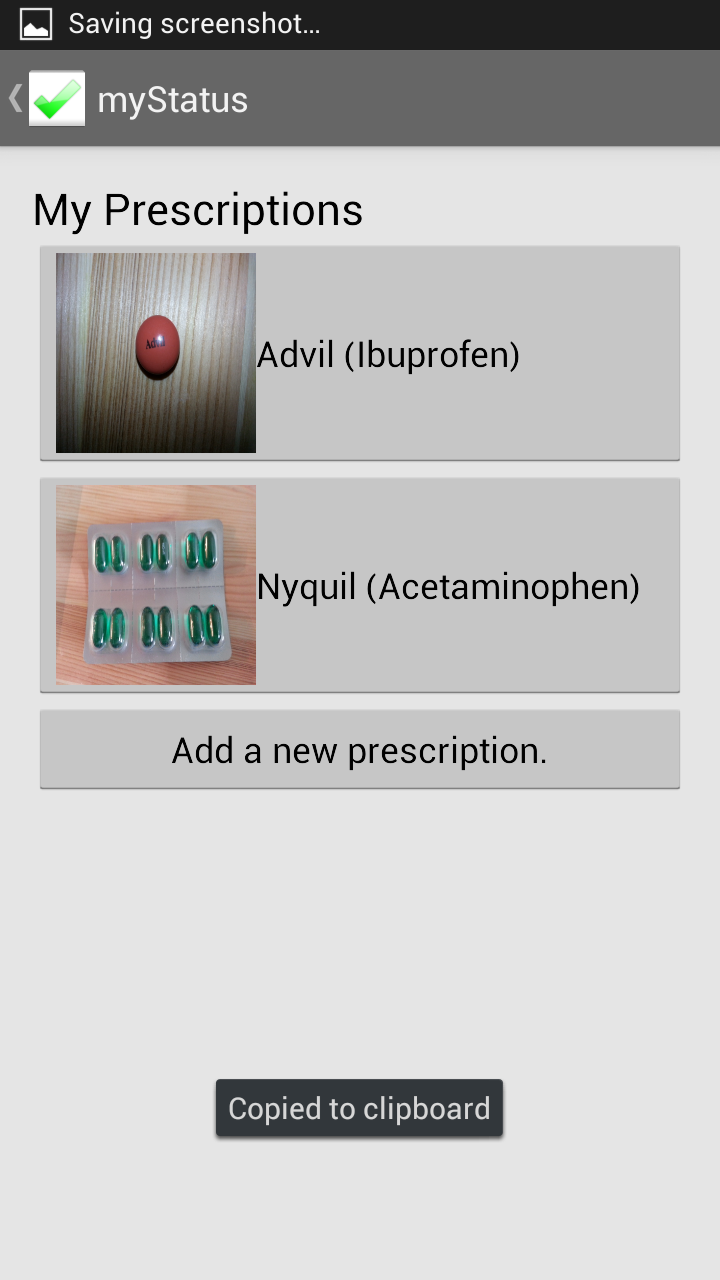 Saving screenshot...
myStatus
My Prescriptions
Advil
Advil (Ibuprofen)
Nyquil (Acetaminophen)
Add a new prescription.
Copied to clipboard